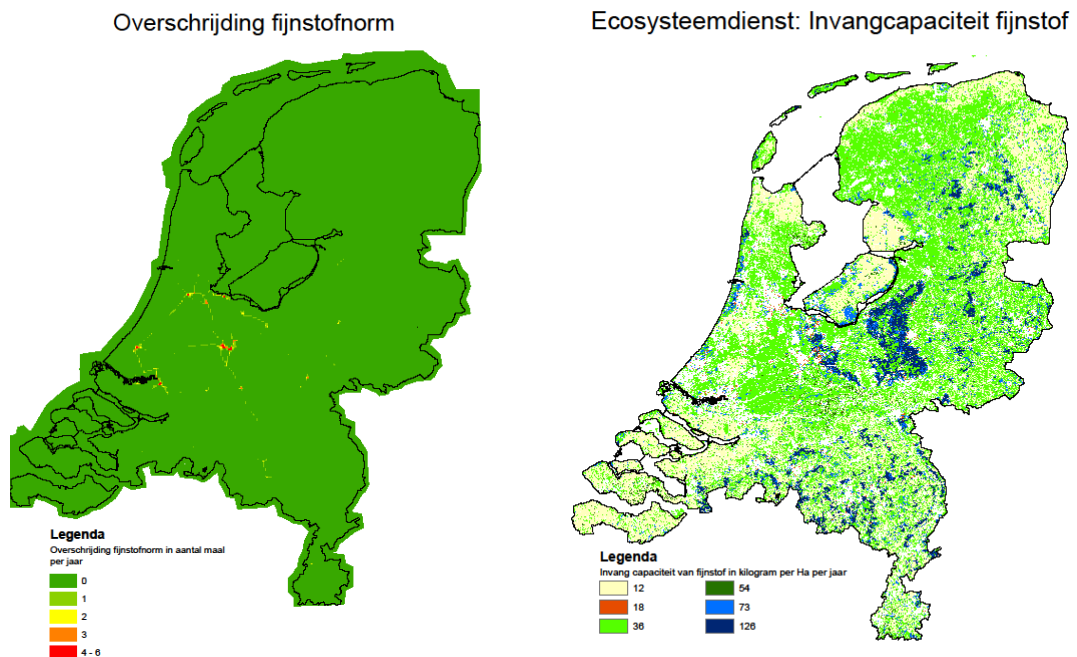 Overschrijding fijnstofnorm
Legenda
Overschrijding fijnstofnorm in aantal maal
per jaar
0
1
2
3
4 - 6
Ecosysteemdienst: Invangcapaciteit fijnstof
Legenda
Invang capaciteit van fijnstof in kilogram per Ha per jaar
12
18
36
54
73
126